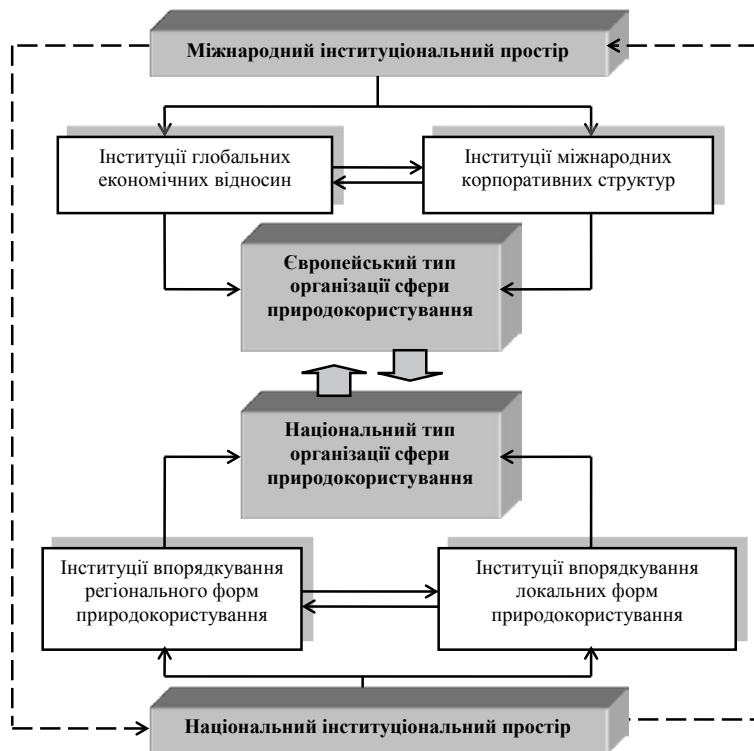 Міжнародний інституціональний простір
Інституції глобальних
економічних відносин
Інституції міжнародних
корпоративних структур
Європейський тип
організації сфери
природокористування
Національний тип
організації сфери
природокористування
Інституції впорядкування
регіонального форм
природокористування
Інституції впорядкування
локальних форм
природокористування
Національний інституціональний простір